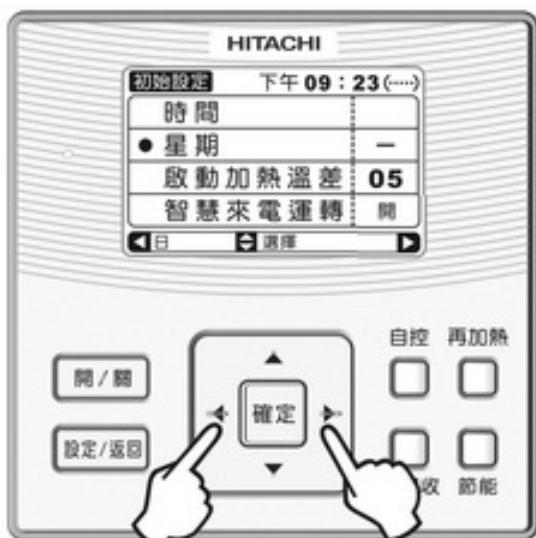 HITACHI
初始設定 下午 09：23(-----)
時間
●星期 —
啟動加熱溫差 05
智慧來電運轉 開
◀日 選擇 ▶
自控 再加熱
開/關
確定
設定/返回
收 節能